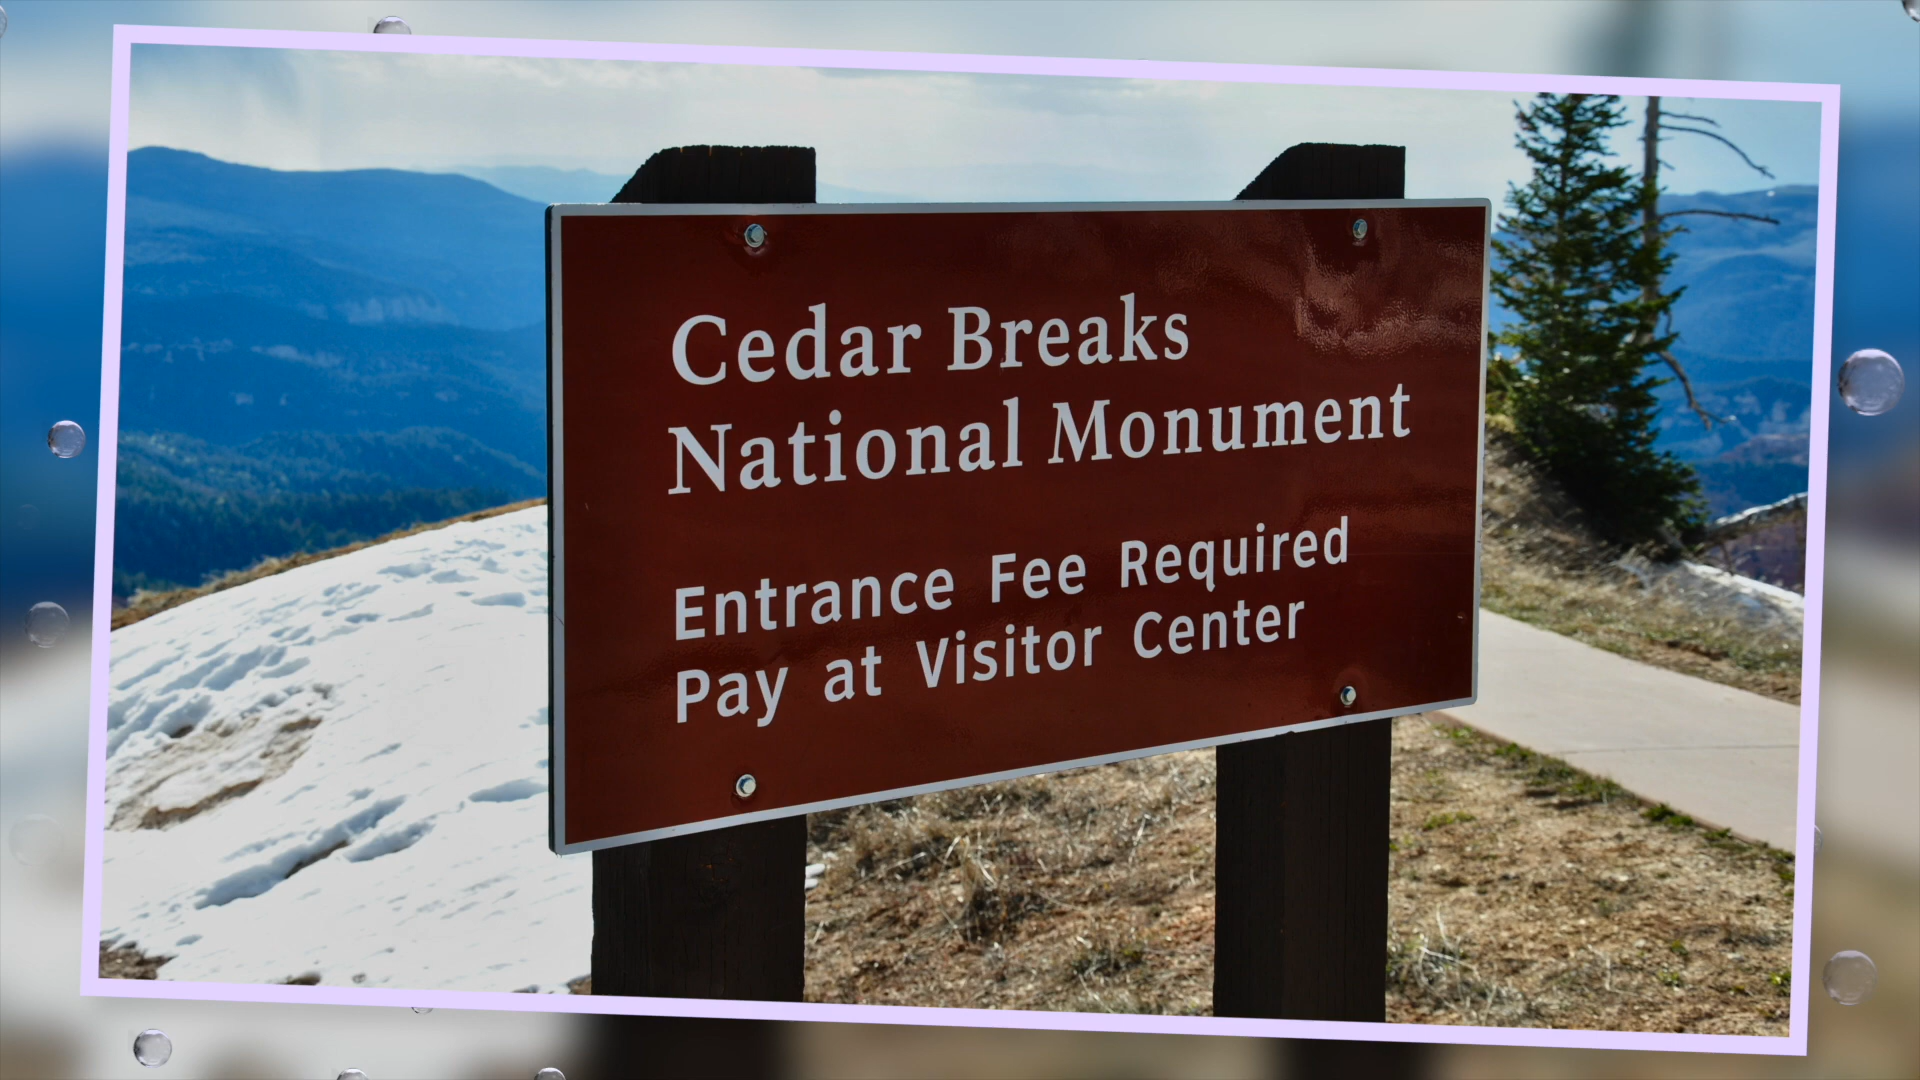 Cedar Breaks
National Monument
Entrance Fee Required
Pay at Visitor Center